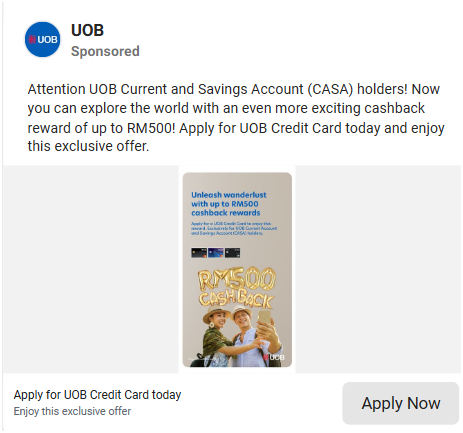 UOB
UOB
Sponsored
Attention UOB Current and Savings Account (CASA) holders! Now
you can explore the world with an even more exciting cashback
reward of up to RM500! Apply for UOB Credit Card today and enjoy
this exclusive offer.
Unleash wanderlust
with up to RM500
cashback rewards
Apply for a UOB Credit Card to enjoy this
reward. Exclusively for UOB Current Account
and Savings Account (CASA) holders.
RM500
CASHBACK
UOB
Apply for UOB Credit Card today
Enjoy this exclusive offer
Apply Now